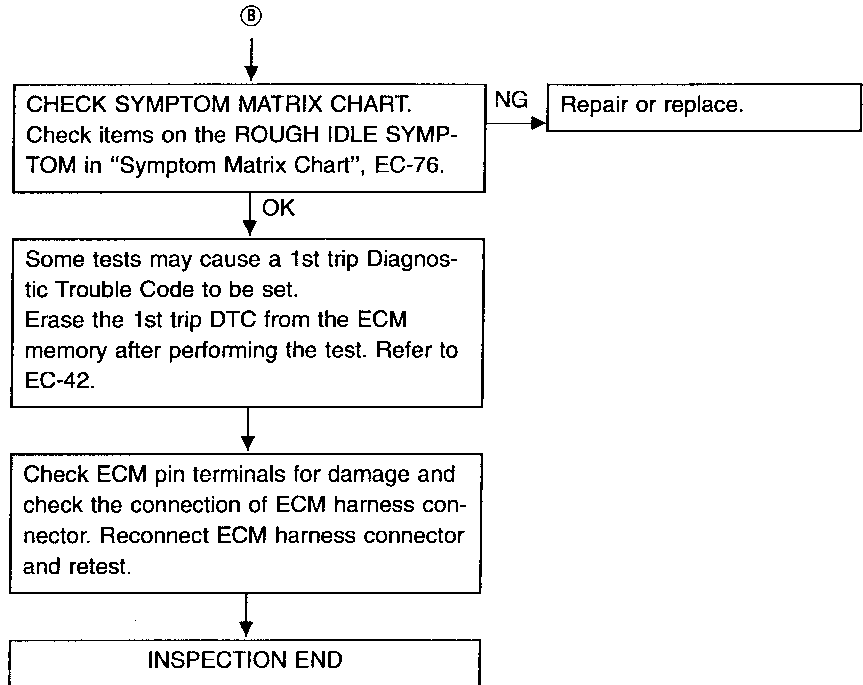 Ⓑ
CHECK SYMPTOM MATRIX CHART.
Check items on the ROUGH IDLE SYMP-
TOM in "Symptom Matrix Chart", EC-76.
NG
Repair or replace.
OK
Some tests may cause a 1st trip Diagnos-
tic Trouble Code to be set.
Erase the 1st trip DTC from the ECM
memory after performing the test. Refer to
EC-42.
Check ECM pin terminals for damage and
check the connection of ECM harness con-
nector. Reconnect ECM harness connector
and retest.
INSPECTION END